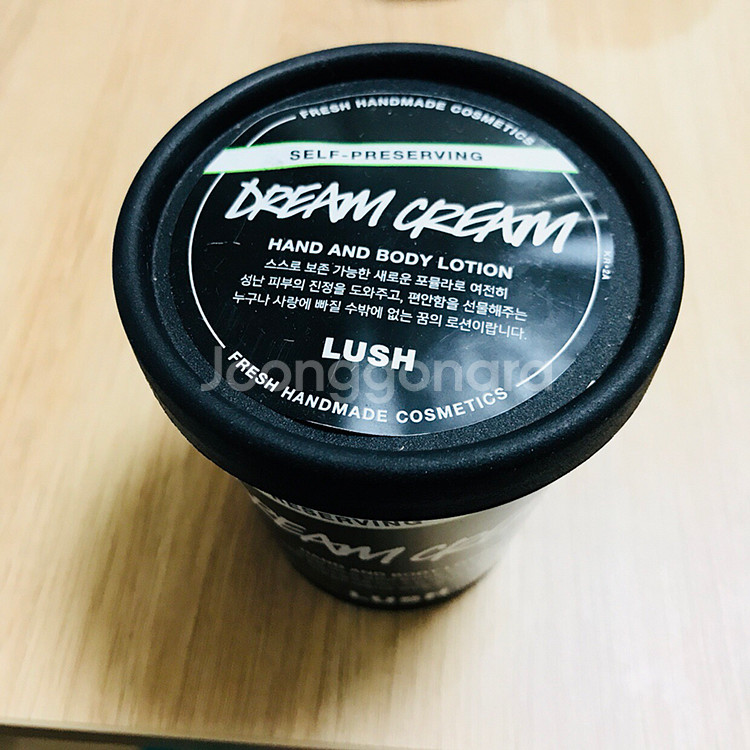 FRESH HANDMADE COSMETICS
SELF-PRESERVING
DREAM CREAM
HAND AND BODY LOTION
스스로 보존 가능한 새로운 포뮬라로 여전히
성난 피부의 진정을 도와주고, 편안함을 선물해주는
누구나 사랑에 빠질 수밖에 없는 꿈의 로션이랍니다.
LUSH
Joonggonara
FRESH HANDMADE COSMETICS
XR•2A
DREAM
LUSH